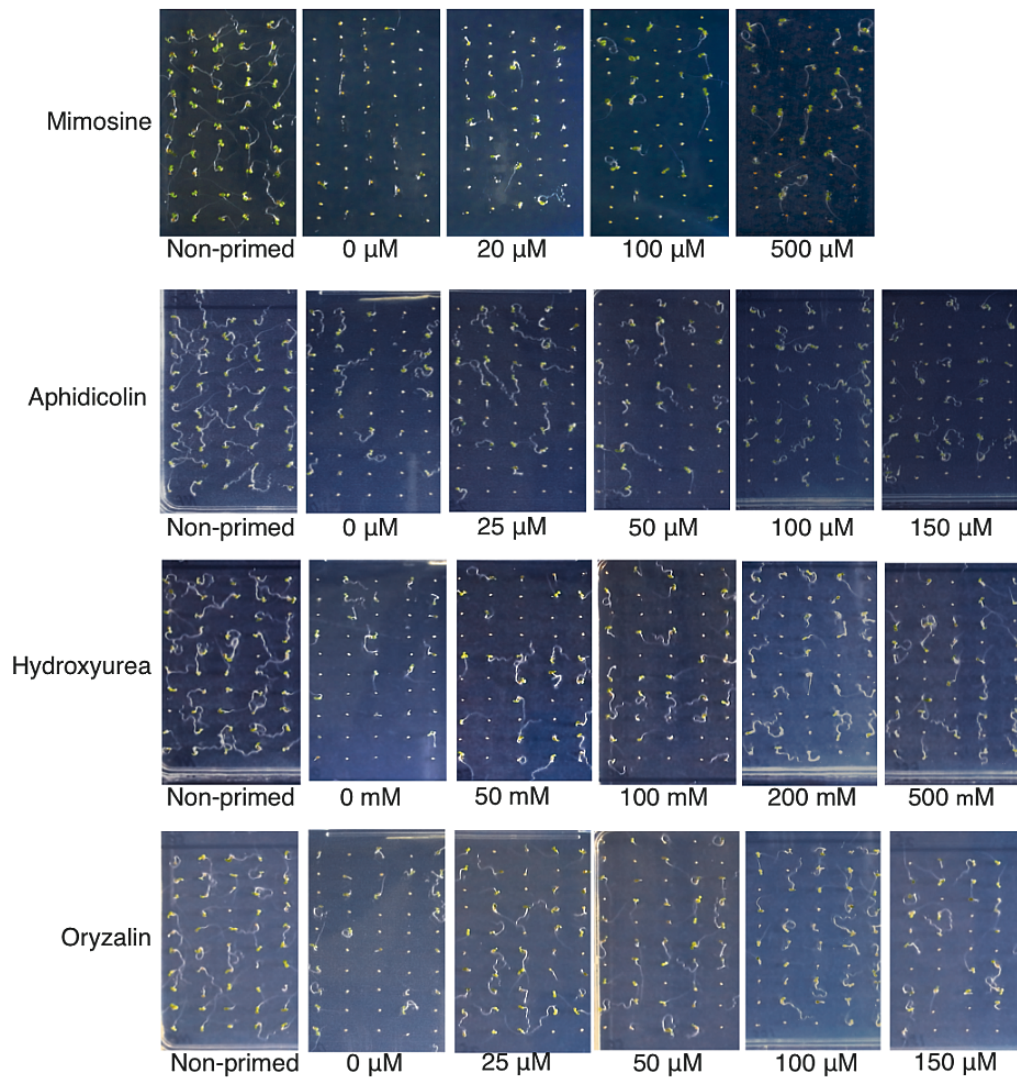 Mimosine
Non-primed 0 µM 20 µM 100 µM 500 µM
Aphidicolin
Non-primed 0 µM 25 µM 50 µM 100 µM 150 µM
Hydroxyurea
Non-primed 0 mM 50 mM 100 mM 200 mM 500 mM
Oryzalin
Non-primed 0 µM 25 µM 50 µM 100 µM 150 µM